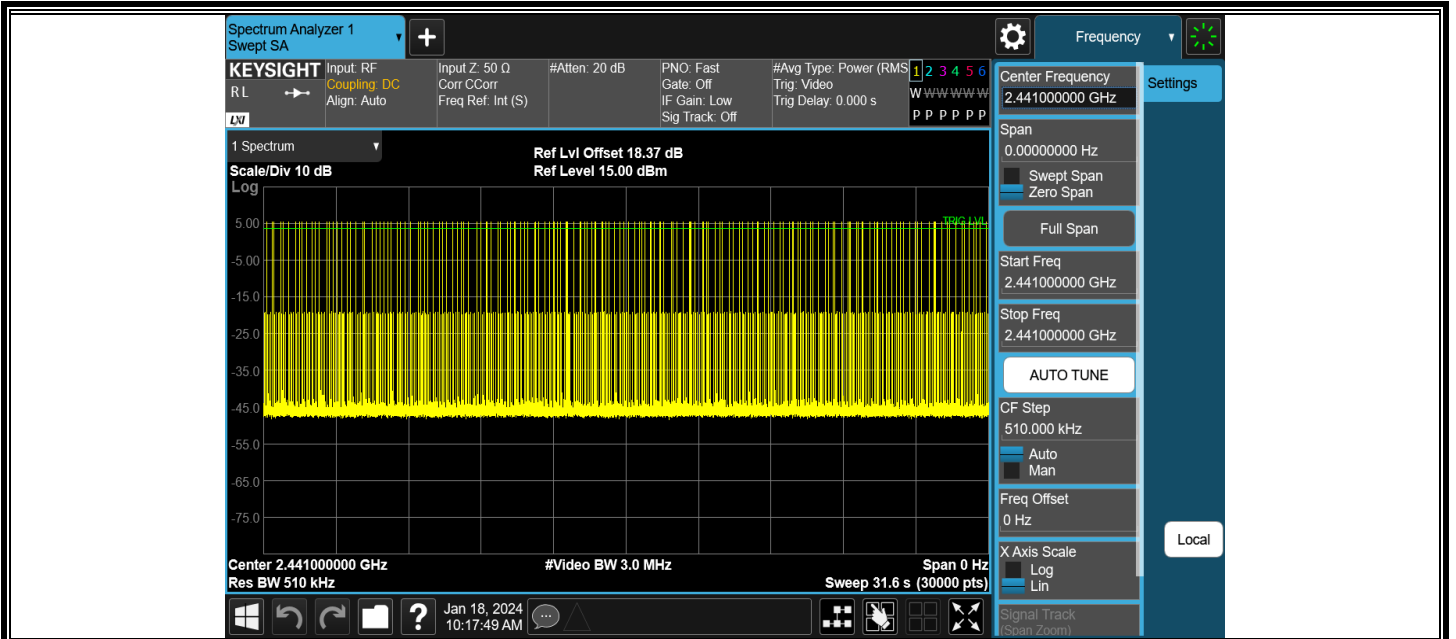 Spectrum Analyzer 1
Swept SA
Frequency
KEYSIGHT
RL
LXI
Input: RF
Coupling: DC
Align: Auto
Input Z: 50 Ω
Corr CCorr
Freq Ref: Int (S)
#Atten: 20 dB
PNO: Fast
Gate: Off
IF Gain: Low
Sig Track: Off
#Avg Type: Power (RMS
Trig: Video
Trig Delay: 0.000 s
1 2 3 4 5 6
W W W W W W
P P P P P P
1 Spectrum
Scale/Div 10 dB
Log
Ref Lvl Offset 18.37 dB
Ref Level 15.00 dBm
TRIG LVL
5.00
-5.00
-15.0
-25.0
-35.0
-45.0
-55.0
-65.0
-75.0
Center 2.441000000 GHz
Res BW 510 kHz
#Video BW 3.0 MHz
Span 0 Hz
Sweep 31.6 s (30000 pts)
Jan 18, 2024
10:17:49 AM
Center Frequency
2.441000000 GHz
Settings
Span
0.00000000 Hz
Swept Span
Zero Span
Full Span
Start Freq
2.441000000 GHz
Stop Freq
2.441000000 GHz
AUTO TUNE
CF Step
510.000 kHz
Auto
Man
Freq Offset
0 Hz
Local
X Axis Scale
Log
Lin
Signal Track
(Span Zoom)